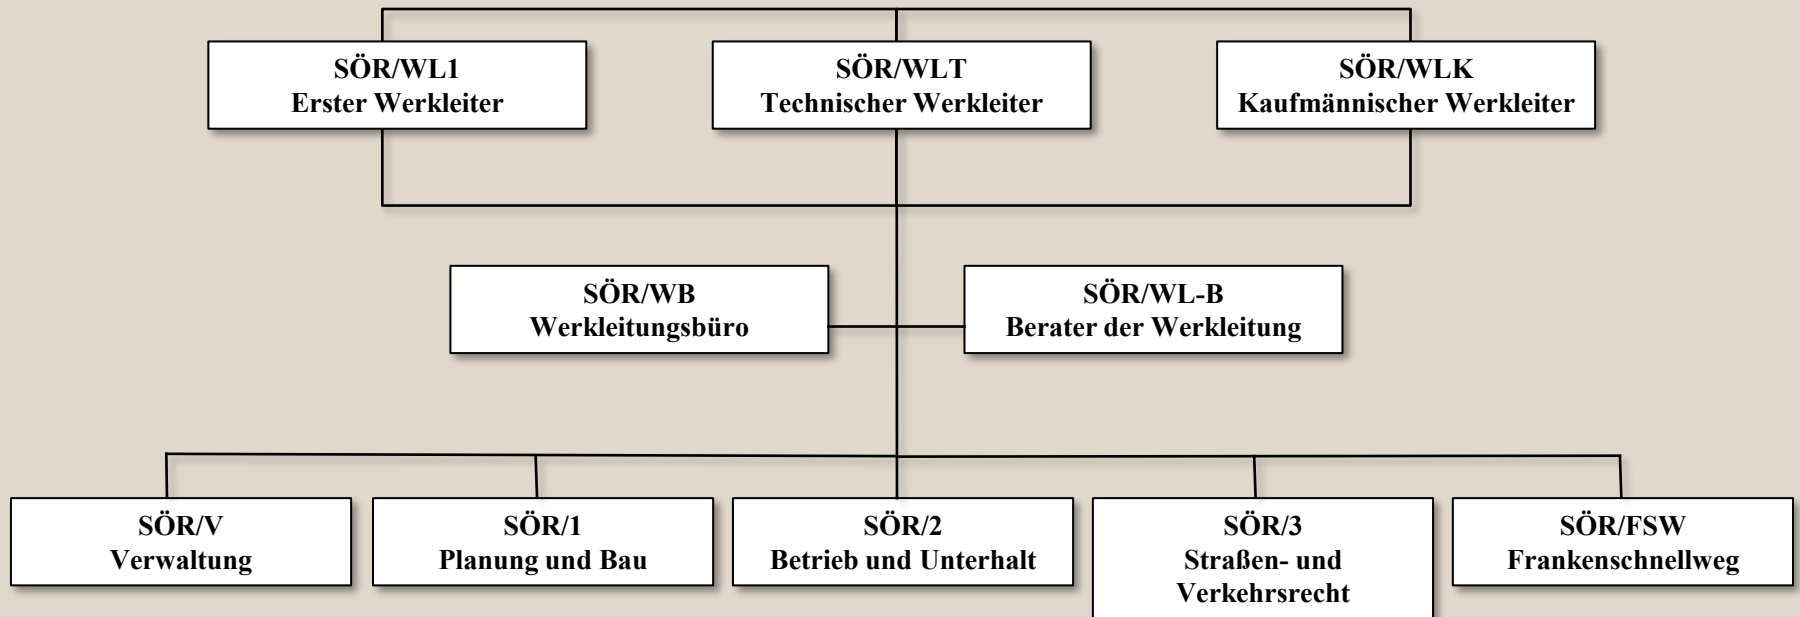 SÖR/WL1
Erster Werkleiter
SÖR/WLT
Technischer Werkleiter
SÖR/WLK
Kaufmännischer Werkleiter
SÖR/WB
Werkleitungsbüro
SÖR/WL-B
Berater der Werkleitung
SÖR/V
Verwaltung
SÖR/1
Planung und Bau
SÖR/2
Betrieb und Unterhalt
SÖR/3
Straßen- und
Verkehrsrecht
SÖR/FSW
Frankenschnellweg